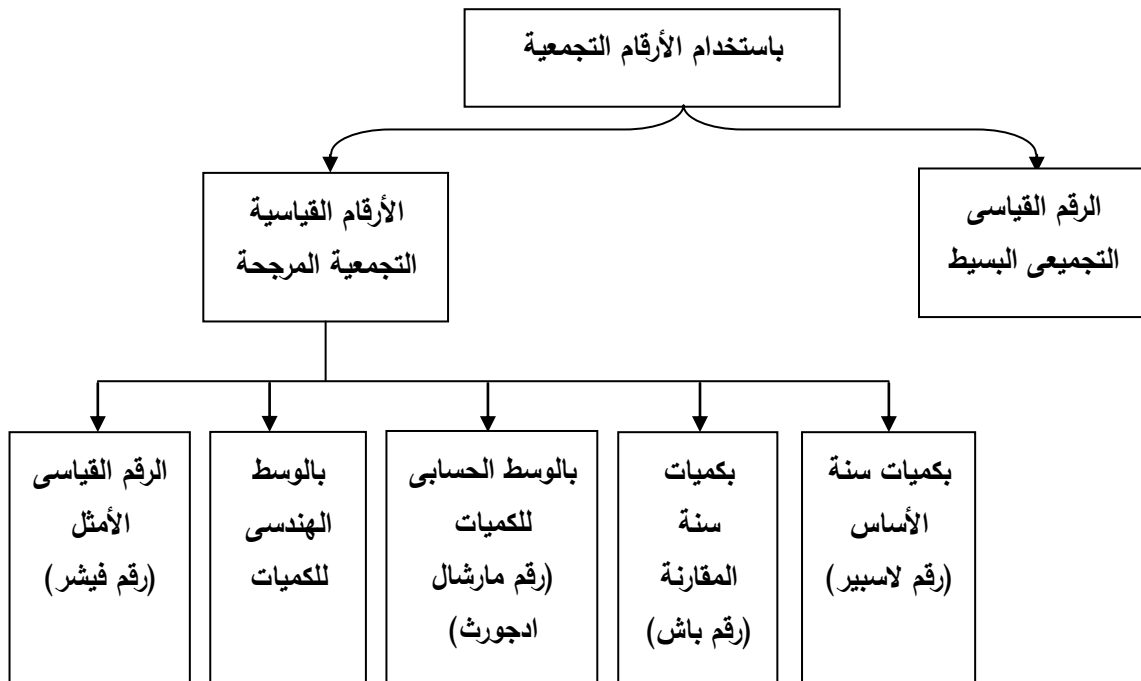 باستخدام الأرقام التجمعية
الرقم القياسى
التجميعى البسيط
الأرقام القياسية
التجمعية المرجحة
بكميات سنة
الأساس
(رقم لاسبير)
بكميات
سنة
المقارنة
(رقم باش)
بالوسط الحسابى
للكميات
(رقم مارشال
ادجورث)
بالوسط
الهندسى
للكميات
الرقم القياسى
الأمثل
(رقم فيشر)